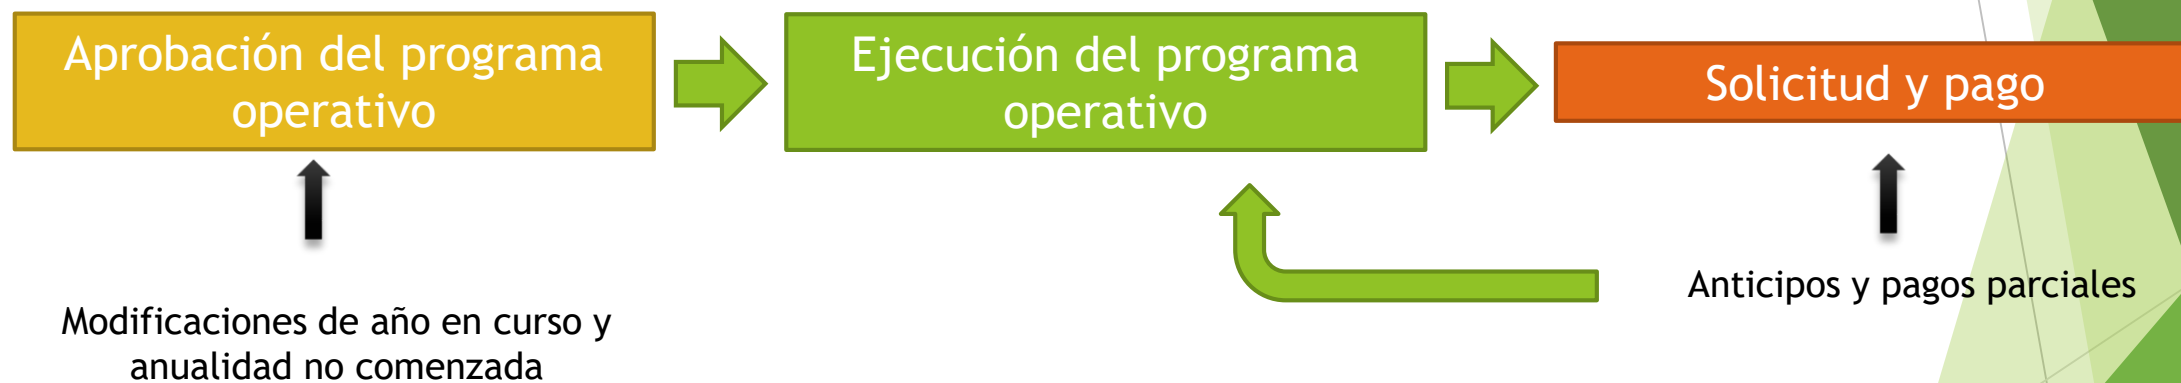 Aprobación del programa
operativo
Ejecución del programa
operativo
Solicitud y pago
Modificaciones de año en curso y
anualidad no comenzada
Anticipos y pagos parciales